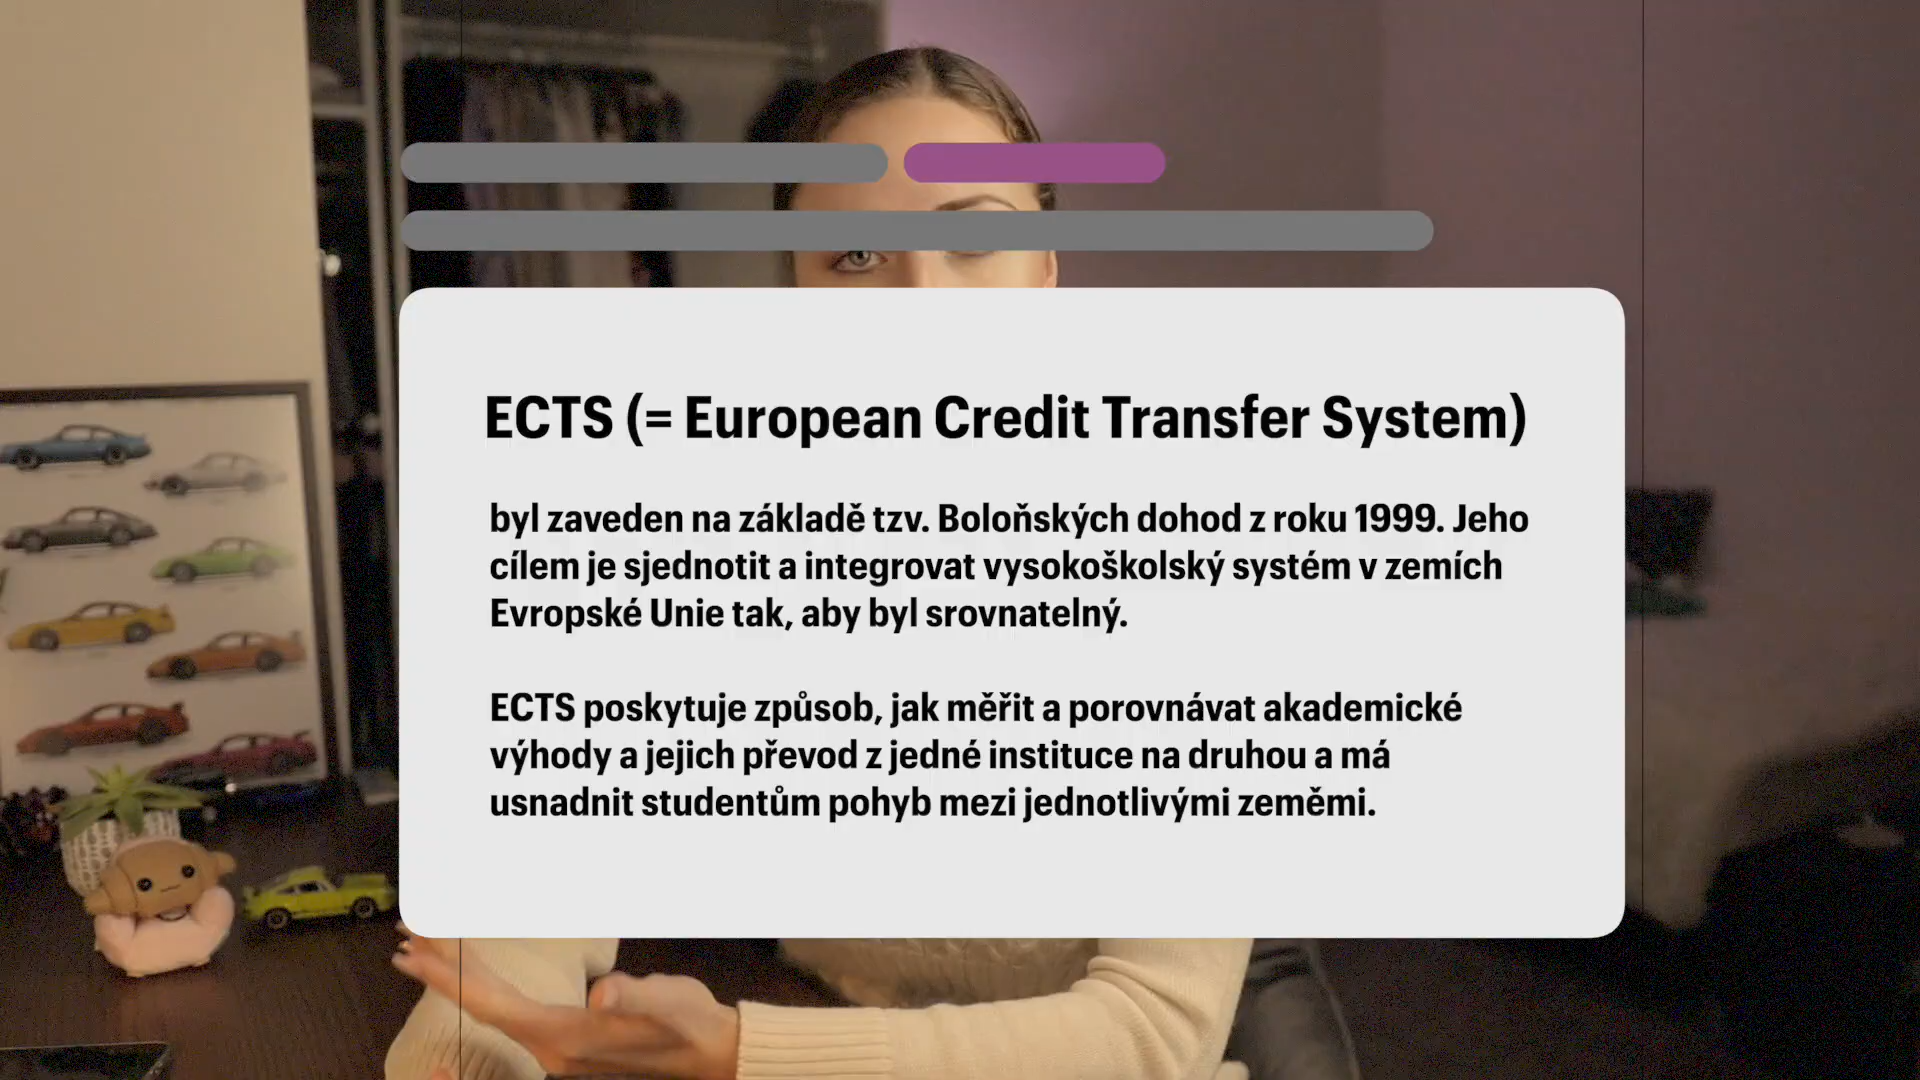 ECTS (= European Credit Transfer System)
byl zaveden na základě tzv. Boloňských dohod z roku 1999. Jeho
cílem je sjednotit a integrovat vysokoškolský systém v zemích
Evropské Unie tak, aby byl srovnatelný.
ECTS poskytuje způsob, jak měřit a porovnávat akademické
výhody a jejich převod z jedné instituce na druhou a má
usnadnit studentům pohyb mezi jednotlivými zeměmi.